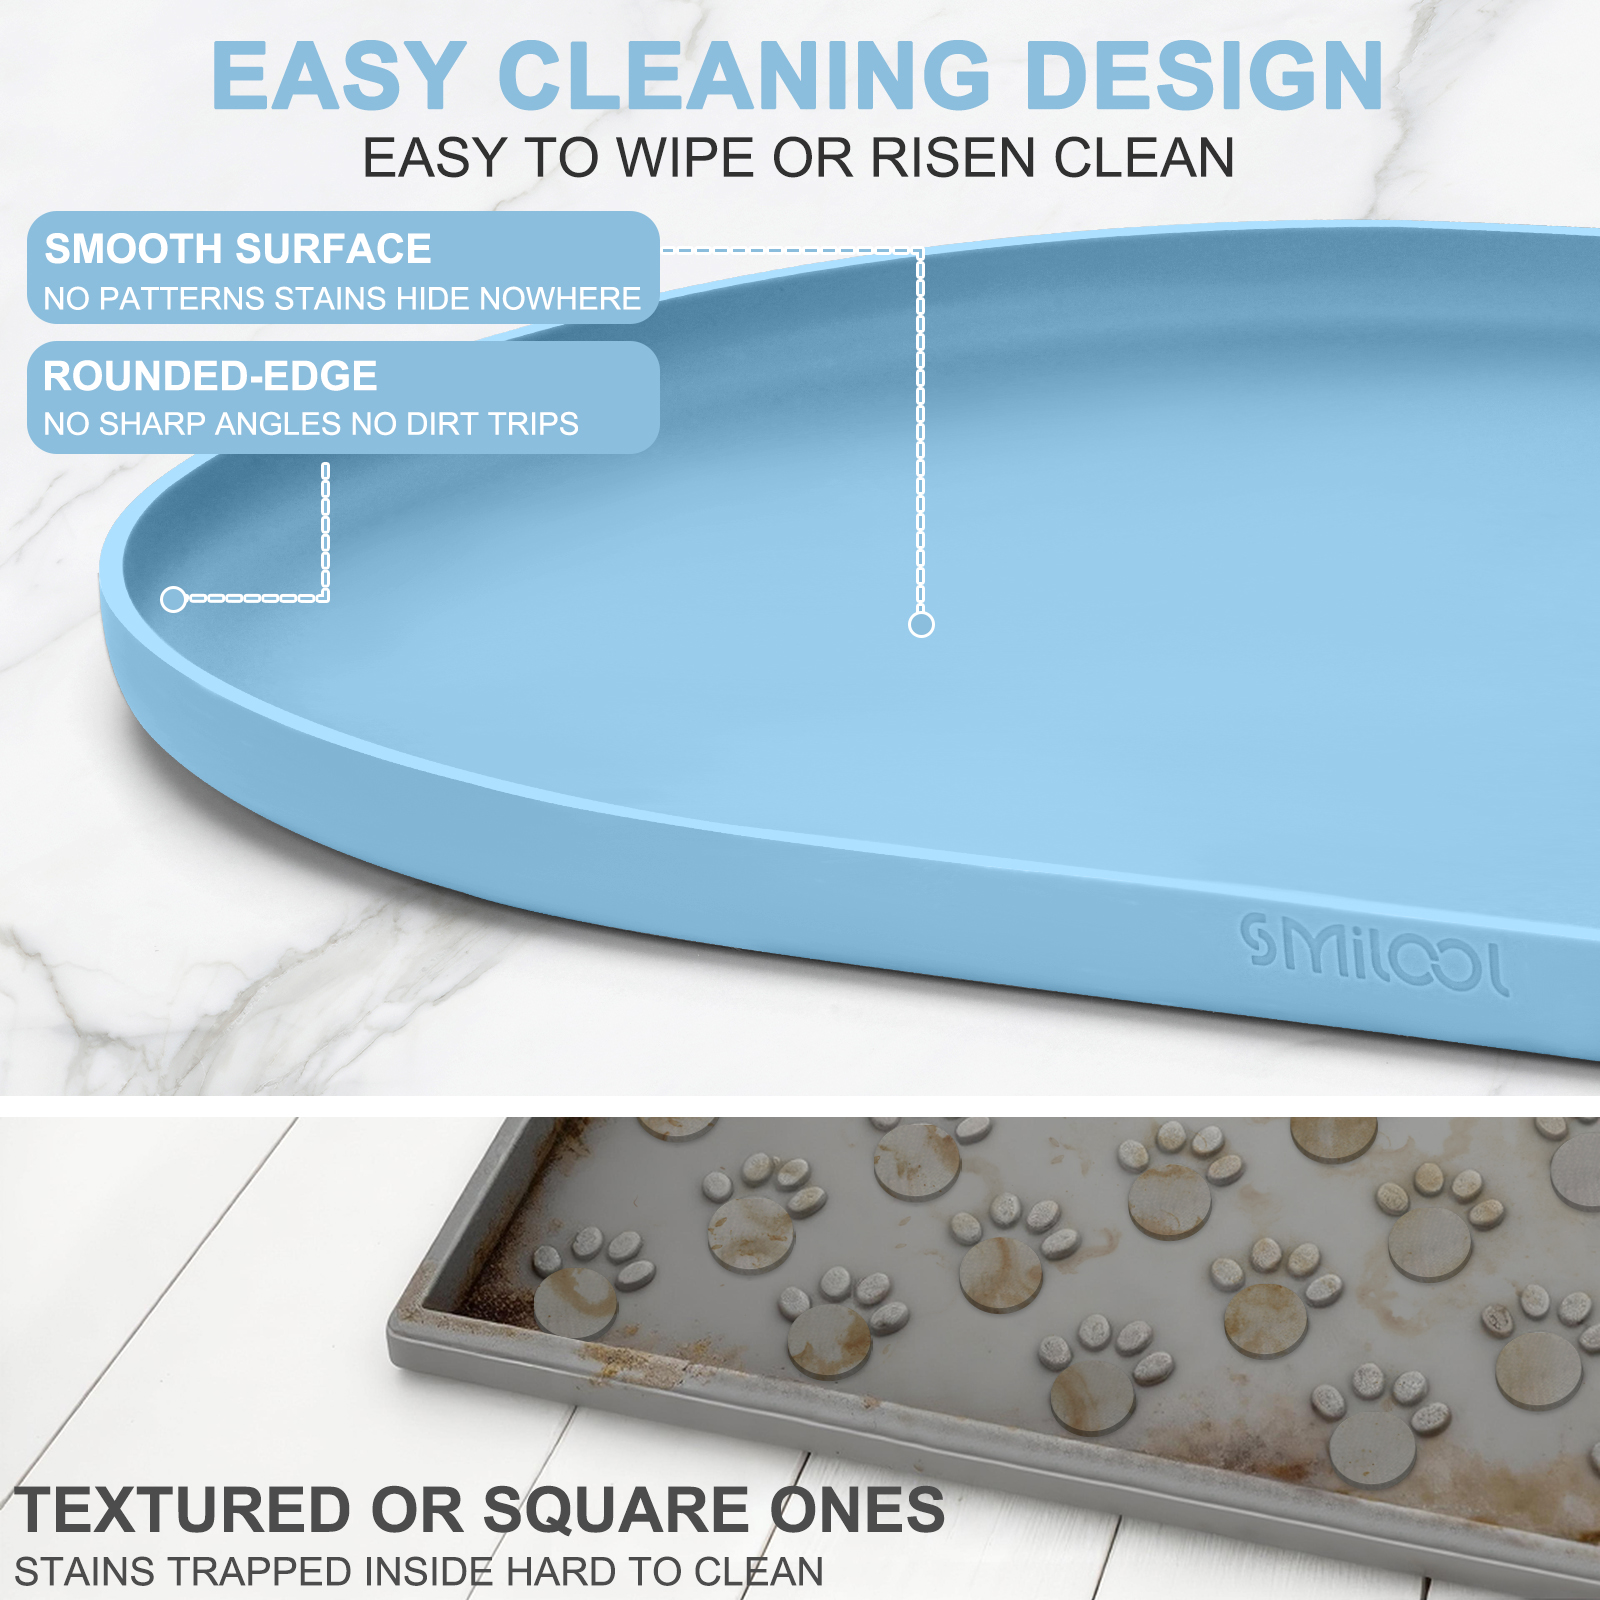 EASY CLEANING DESIGN
EASY TO WIPE OR RISEN CLEAN
SMOOTH SURFACE
NO PATTERNS STAINS HIDE NOWHERE
ROUNDED-EDGE
NO SHARP ANGLES NO DIRT TRIPS
SMilCOOL
TEXTURED OR SQUARE ONES
STAINS TRAPPED INSIDE HARD TO CLEAN